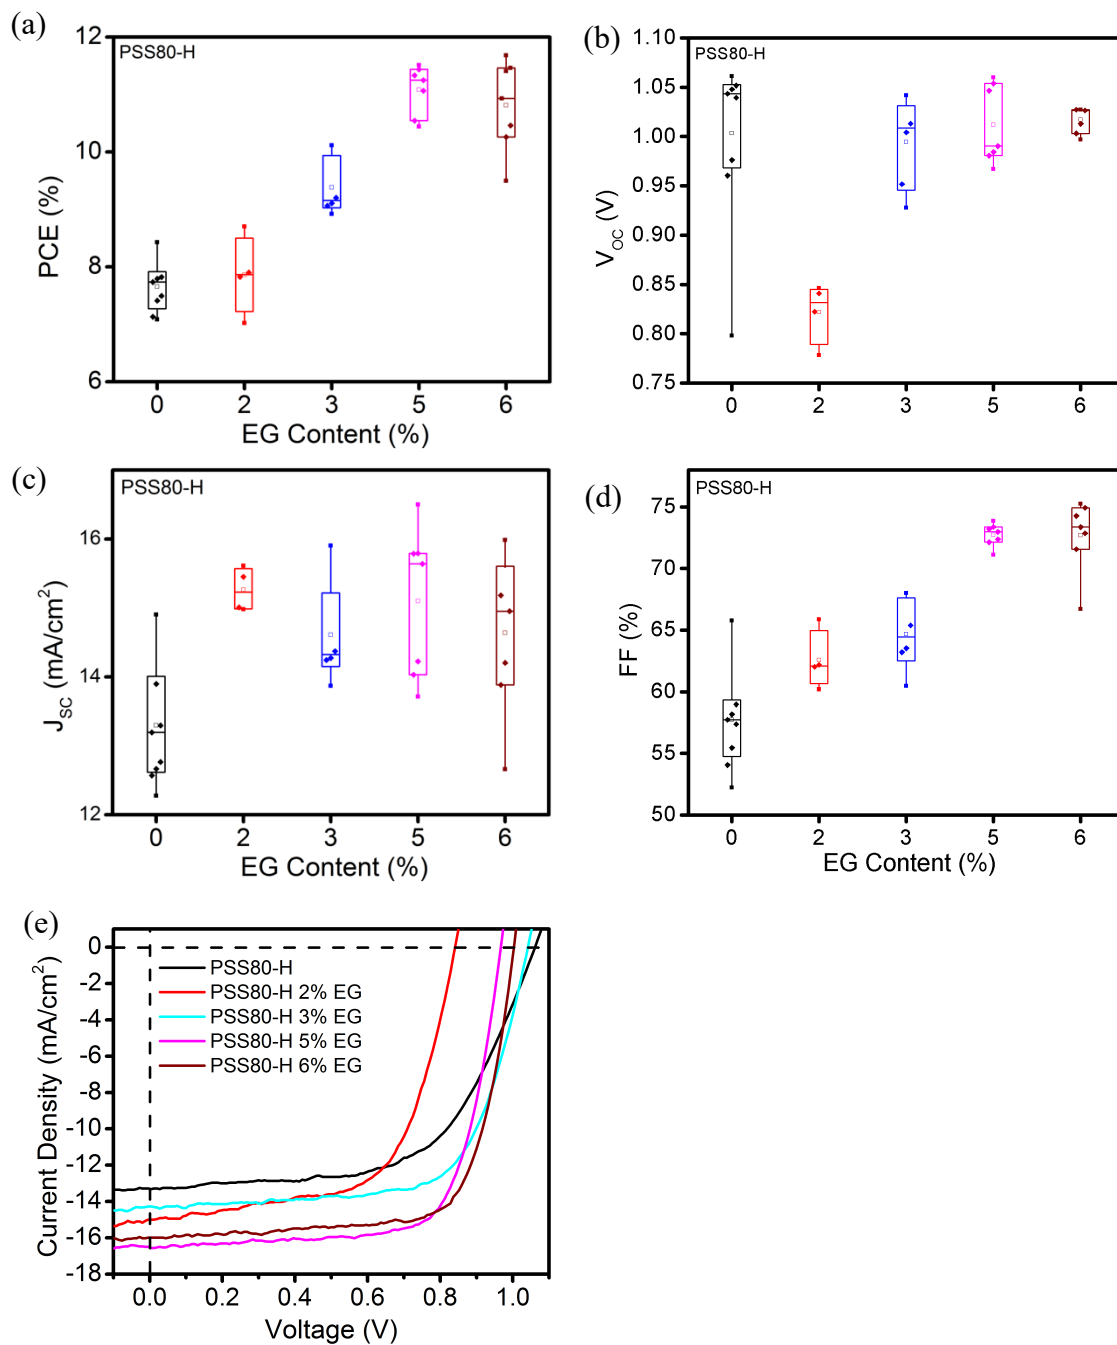 (a)
12
PSS80-H
10
8
6
PCE (%)
0 2 3 5 6
EG Content (%)
(b)
1.10
PSS80-H
1.05
1.00
0.95
0.90
0.85
0.80
0.75
V_OC (V)
0 2 3 5 6
(c)
PSS80-H
16
14
12
J_SC (mA/cm²)
0 2 3 5 6
EG Content (%)
(d)
PSS80-H
75
70
65
60
55
50
FF (%)
0 2 3 5 6
EG Content (%)
(e)
0
-2
-4
-6
-8
-10
-12
-14
-16
-18
Current Density (mA/cm²)
PSS80-H
PSS80-H 2% EG
PSS80-H 3% EG
PSS80-H 5% EG
PSS80-H 6% EG
0.0 0.2 0.4 0.6 0.8 1.0
Voltage (V)